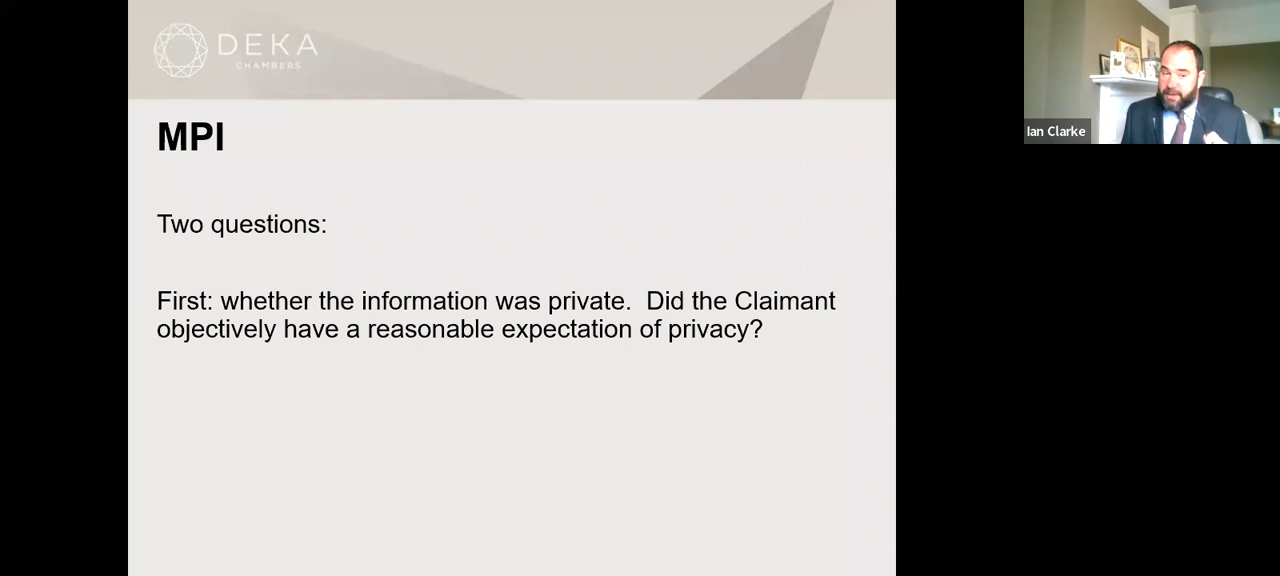 DEKA
CHAMBERS
MPI
Two questions:
First: whether the information was private.  Did the Claimant
objectively have a reasonable expectation of privacy?
Ian Clarke